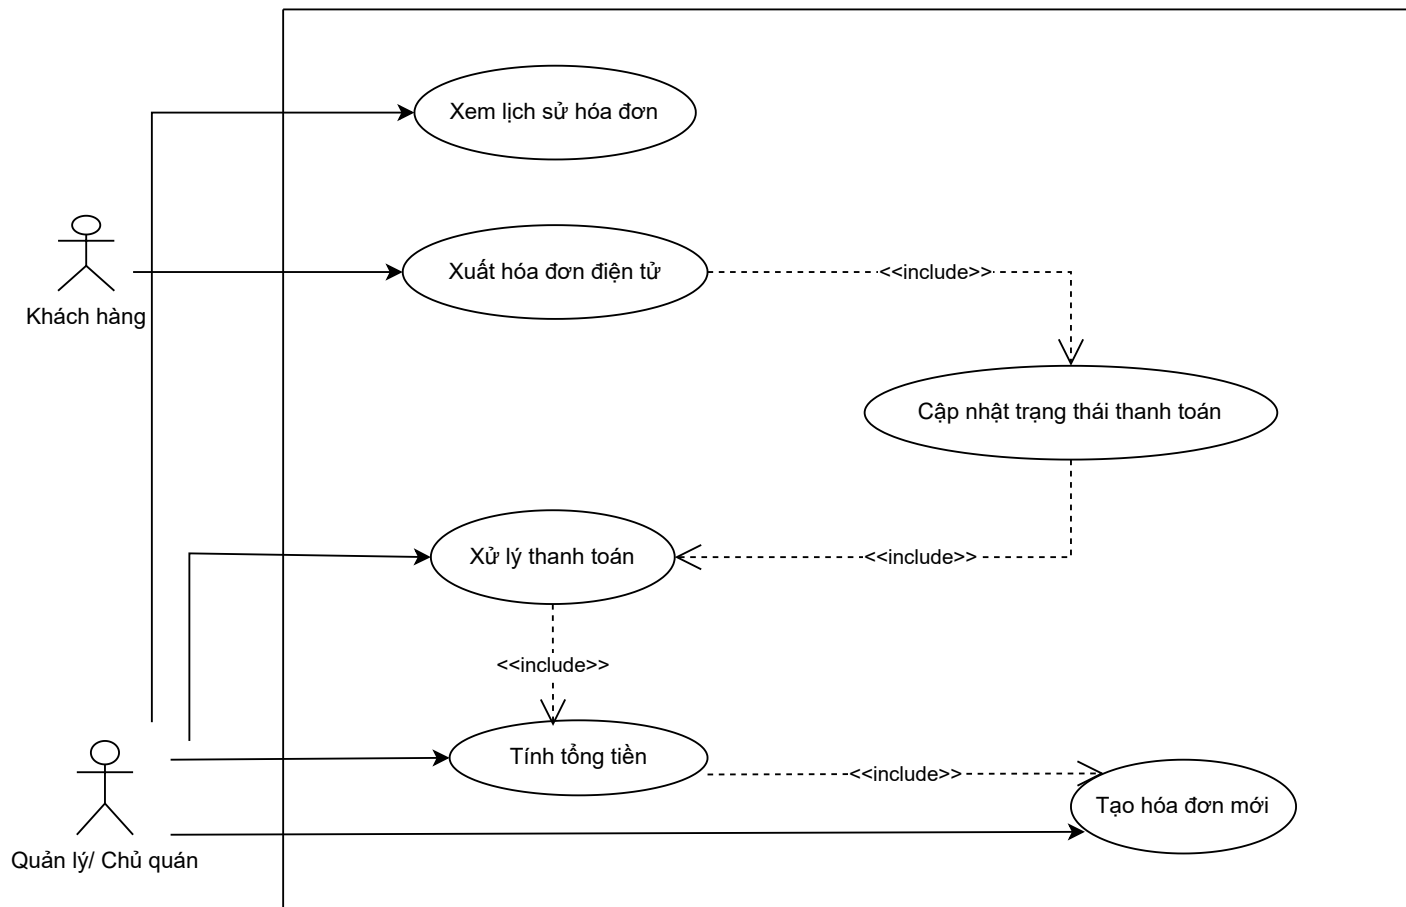 Xem lịch sử hóa đơn
Xuất hóa đơn điện tử
<<include>>
Khách hàng
Cập nhật trạng thái thanh toán
Xử lý thanh toán
<<include>>
<<include>>
Tính tổng tiền
<<include>>
Tạo hóa đơn mới
Quản lý/ Chủ quán